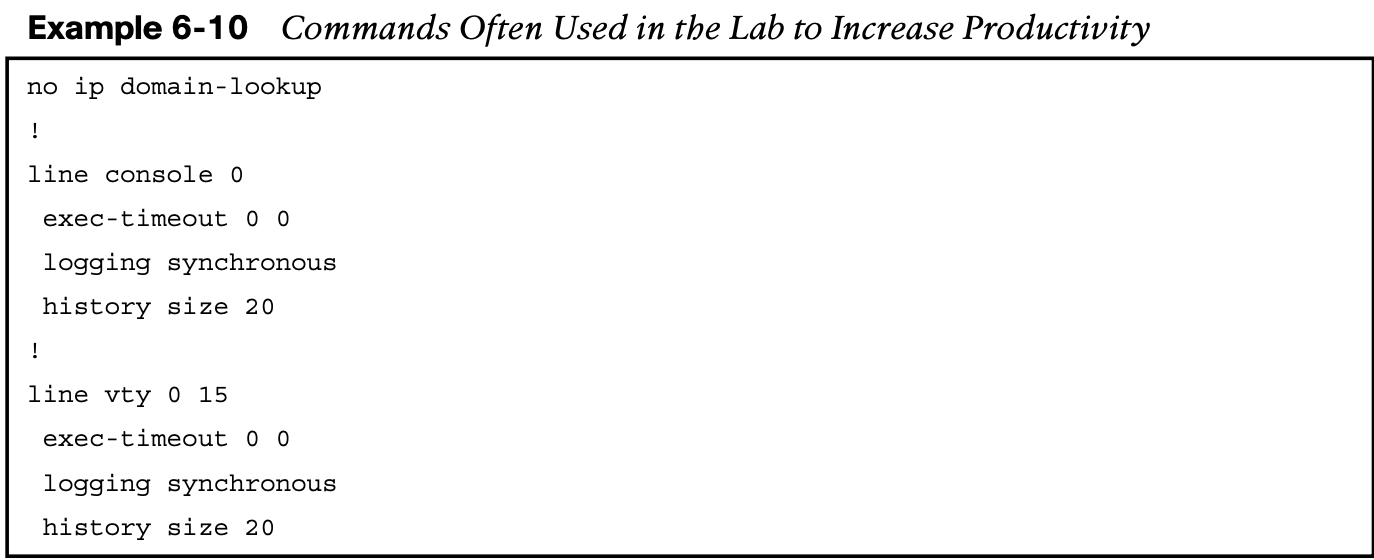 Example 6-10 Commands Often Used in the Lab to Increase Productivity
no ip domain-lookup
!
line console 0
 exec-timeout 0 0
 logging synchronous
 history size 20
!
line vty 0 15
 exec-timeout 0 0
 logging synchronous
 history size 20